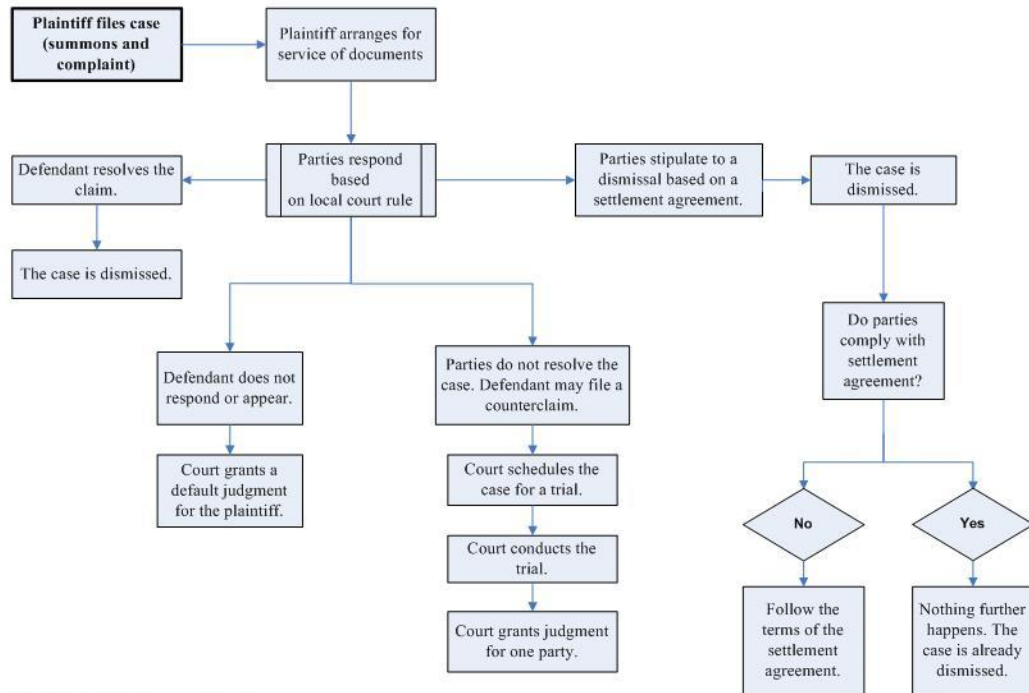 Plaintiff files case
(summons and
complaint)
Plaintiff arranges for
service of documents
Defendant resolves the
claim.
Parties respond
based
on local court rule
Parties stipulate to a
dismissal based on a
settlement agreement.
The case is
dismissed.
The case is dismissed.
Do parties
comply with
settlement
agreement?
Defendant does not
respond or appear.
Parties do not resolve the
case. Defendant may file a
counterclaim.
Court grants a
default judgment
for the plaintiff.
Court schedules the
case for a trial.
No
Yes
Court conducts the
trial.
Follow the
terms of the
settlement
agreement.
Nothing further
happens. The
case is already
dismissed.
Court grants judgment
for one party.